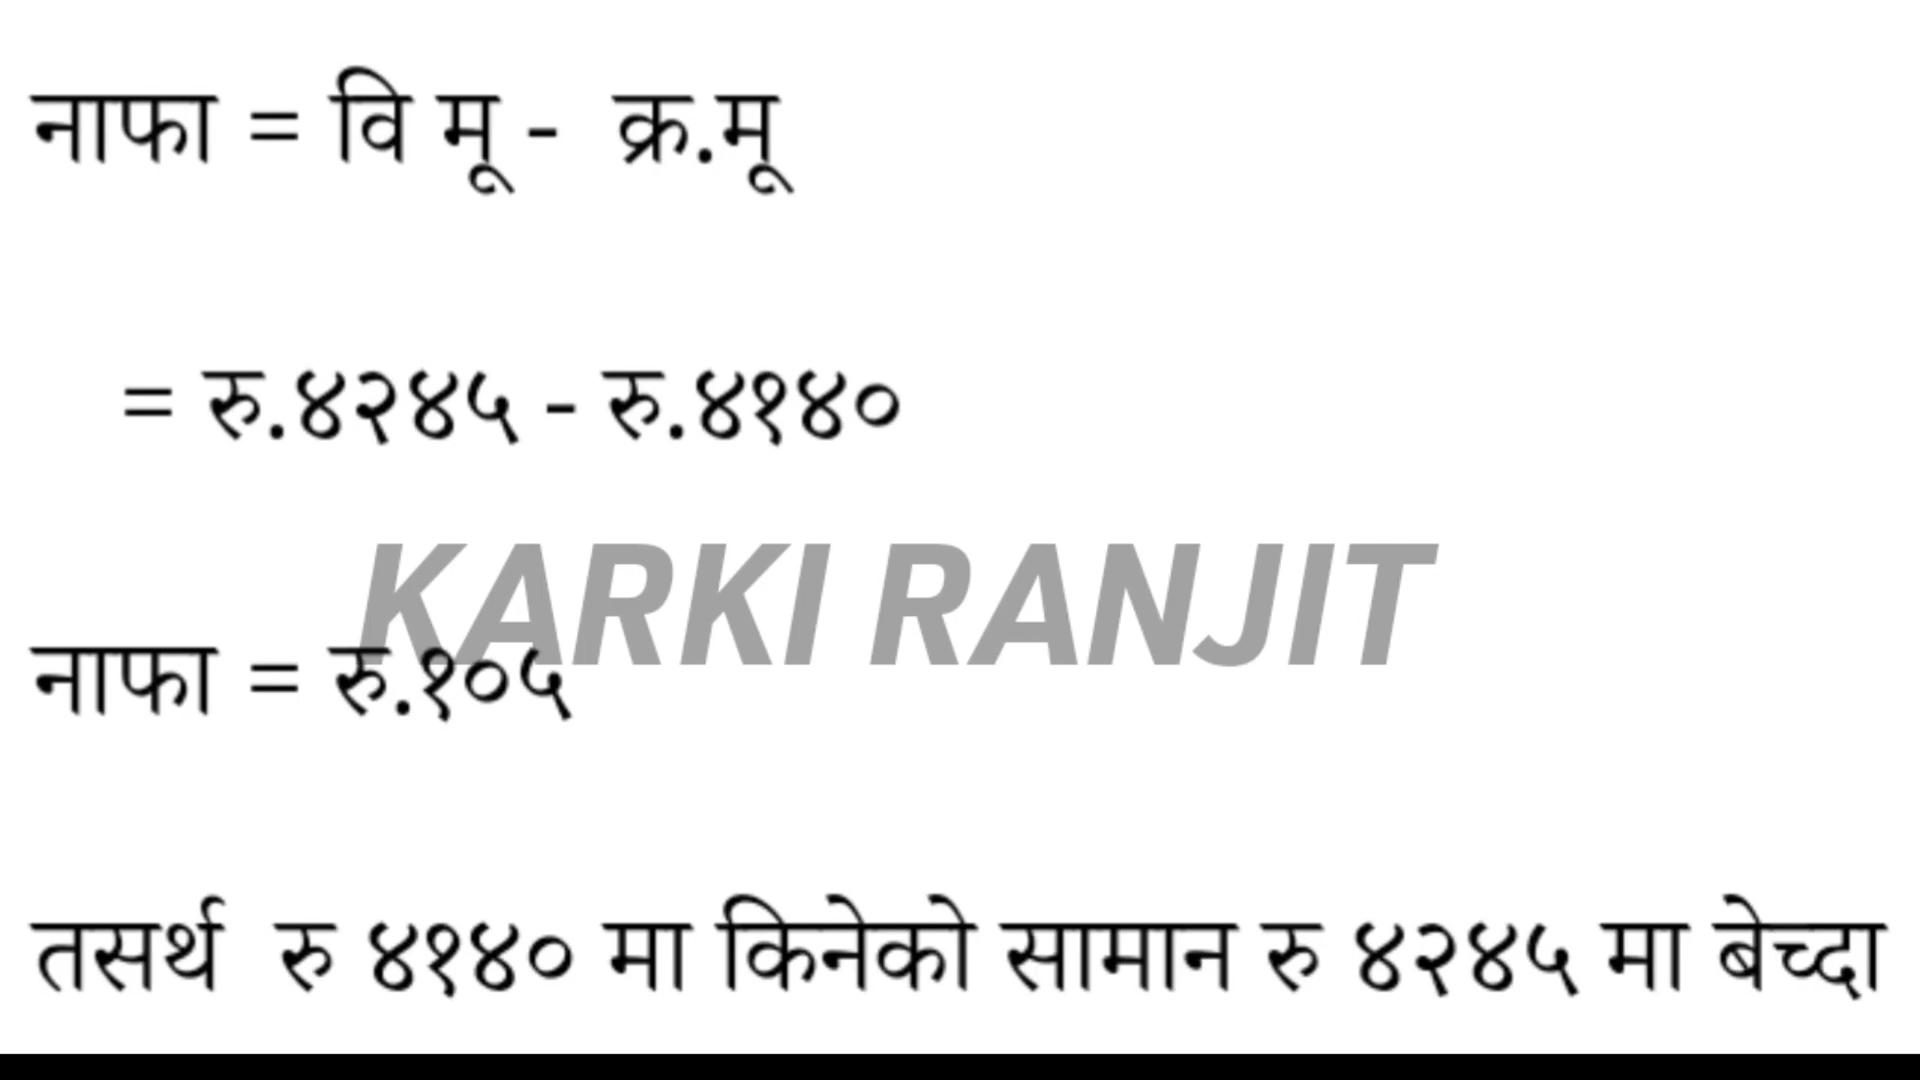 नाफा = वि मू - क्र.मू
= रु.४२४५ - रु.४१४०
KARKI RANJIT
नाफा = रु.१०५
तसर्थ रु ४१४० मा किनेको सामान रु ४२४५ मा बेच्दा